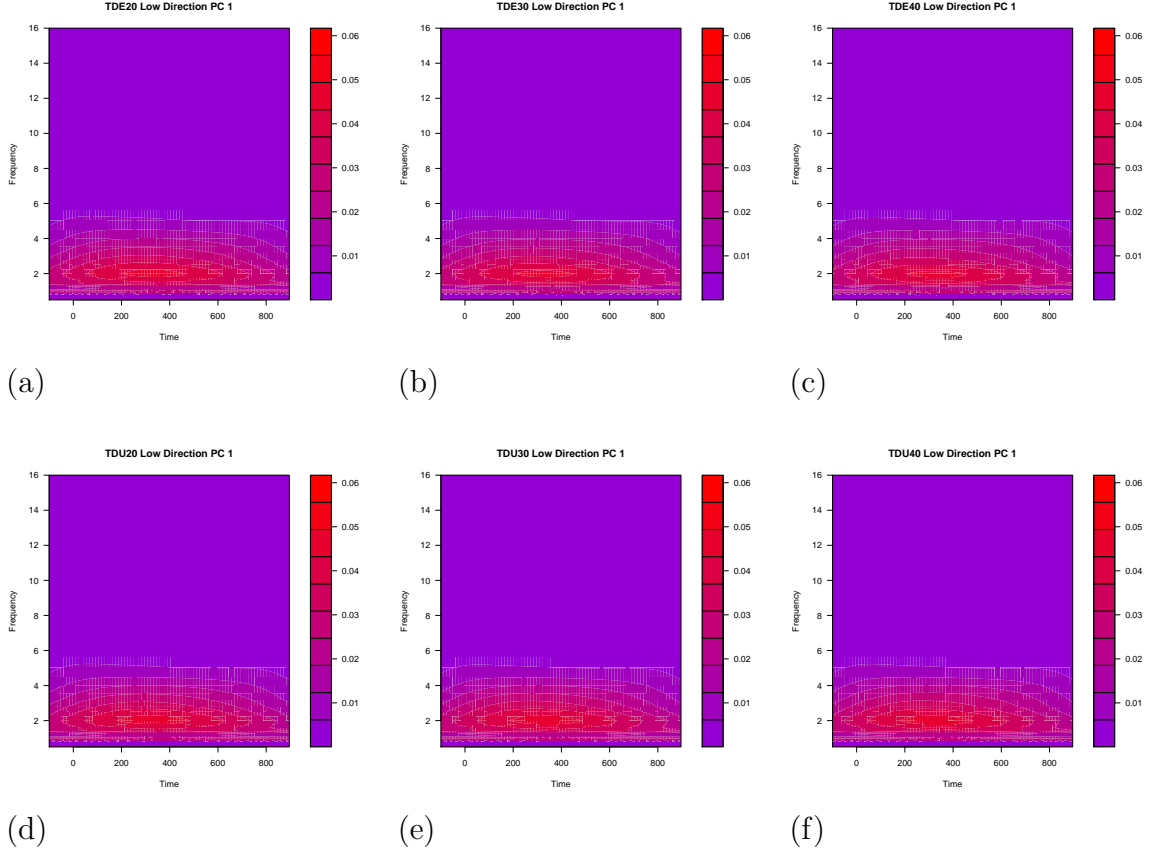 TDE20 Low Direction PC 1
Frequency
16
14
12
10
8
6
4
2
0 200 400 600 800
Time
0.06
0.05
0.04
0.03
0.02
0.01
(a)
TDE30 Low Direction PC 1
Frequency
16
14
12
10
8
6
4
2
0 200 400 600 800
Time
0.06
0.05
0.04
0.03
0.02
0.01
(b)
TDE40 Low Direction PC 1
Frequency
16
14
12
10
8
6
4
2
0 200 400 600 800
Time
0.06
0.05
0.04
0.03
0.02
0.01
(c)
TDU20 Low Direction PC 1
Frequency
16
14
12
10
8
6
4
2
0 200 400 600 800
Time
0.06
0.05
0.04
0.03
0.02
0.01
(d)
TDU30 Low Direction PC 1
Frequency
16
14
12
10
8
6
4
2
0 200 400 600 800
Time
0.06
0.05
0.04
0.03
0.02
0.01
(e)
TDU40 Low Direction PC 1
Frequency
16
14
12
10
8
6
4
2
0 200 400 600 800
Time
0.06
0.05
0.04
0.03
0.02
0.01
(f)